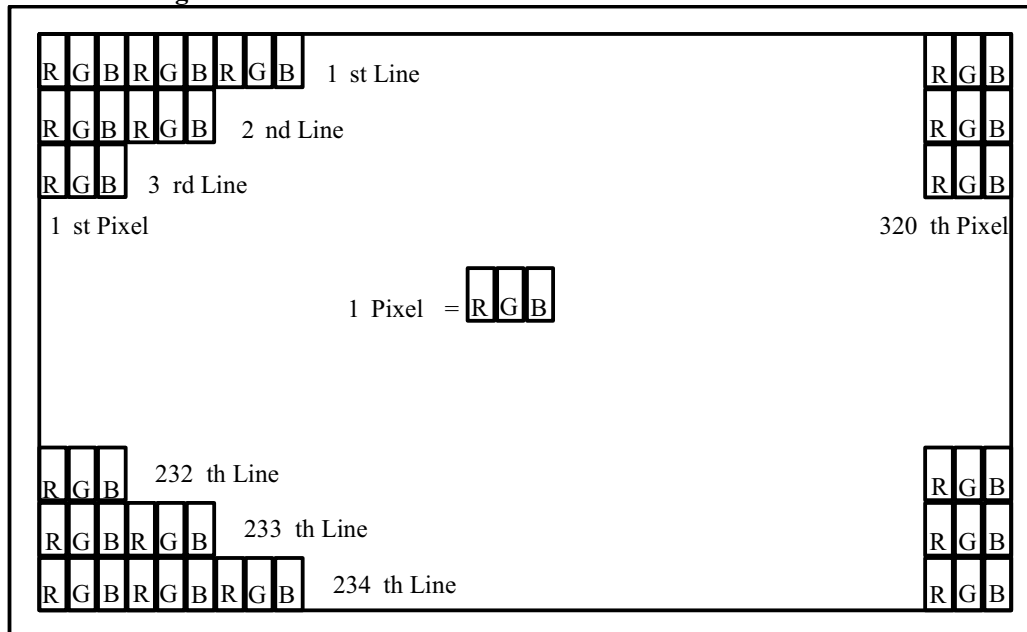 R G B R G B R G B 1 st Line R G B
R G B R G B 2 nd Line R G B
R G B 3 rd Line R G B
1 st Pixel 320 th Pixel
1 Pixel = R G B
R G B 232 th Line R G B
R G B R G B 233 th Line R G B
R G B R G B R G B 234 th Line R G B